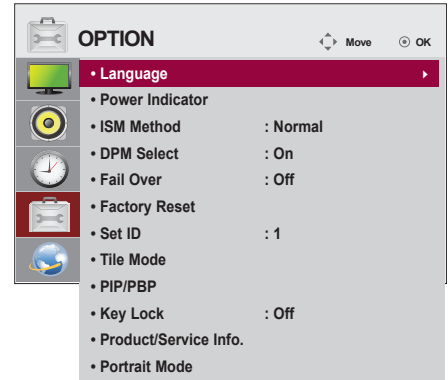 OPTION Move OK
• Language
• Power Indicator
• ISM Method : Normal
• DPM Select : On
• Fail Over : Off
• Factory Reset
• Set ID : 1
• Tile Mode
• PIP/PBP
• Key Lock : Off
• Product/Service Info.
• Portrait Mode